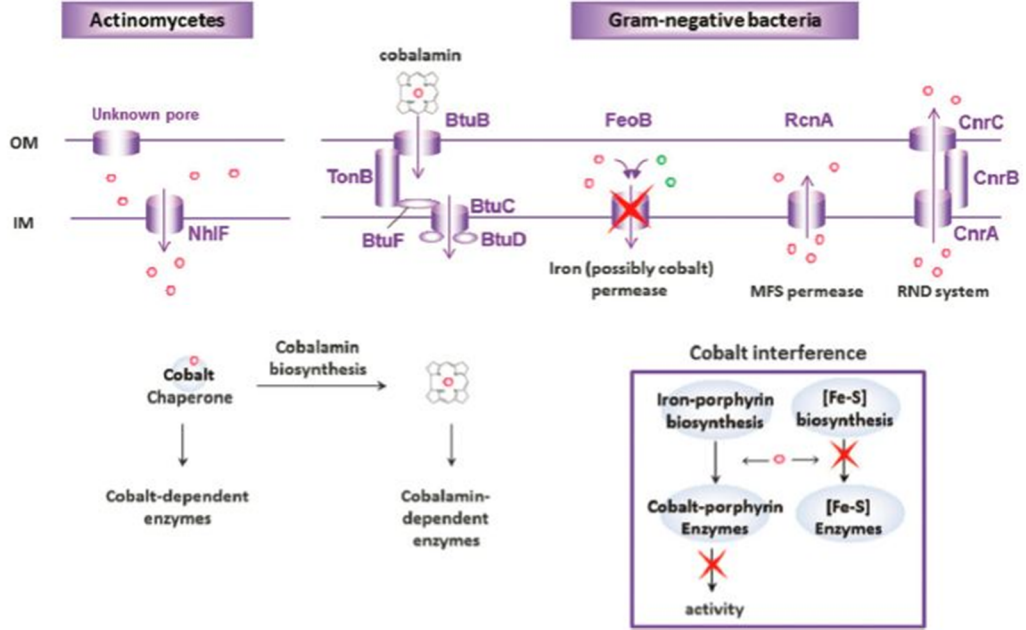 Actinomycetes
Gram-negative bacteria
cobalamin
Unknown pore
BtuB
FeoB
RcnA
CnrC
OM
TonB
CnrB
IM
NhlF
BtuC
BtuF
BtuD
CnrA
Iron (possibly cobalt)
permease
MFS permease
RND system
Cobalamin
biosynthesis
Cobalt
Chaperone
Cobalt-dependent
enzymes
Cobalamin-
dependent
enzymes
Cobalt interference
Iron-porphyrin
biosynthesis
[Fe-S]
biosynthesis
Cobalt-porphyrin
Enzymes
[Fe-S]
Enzymes
activity